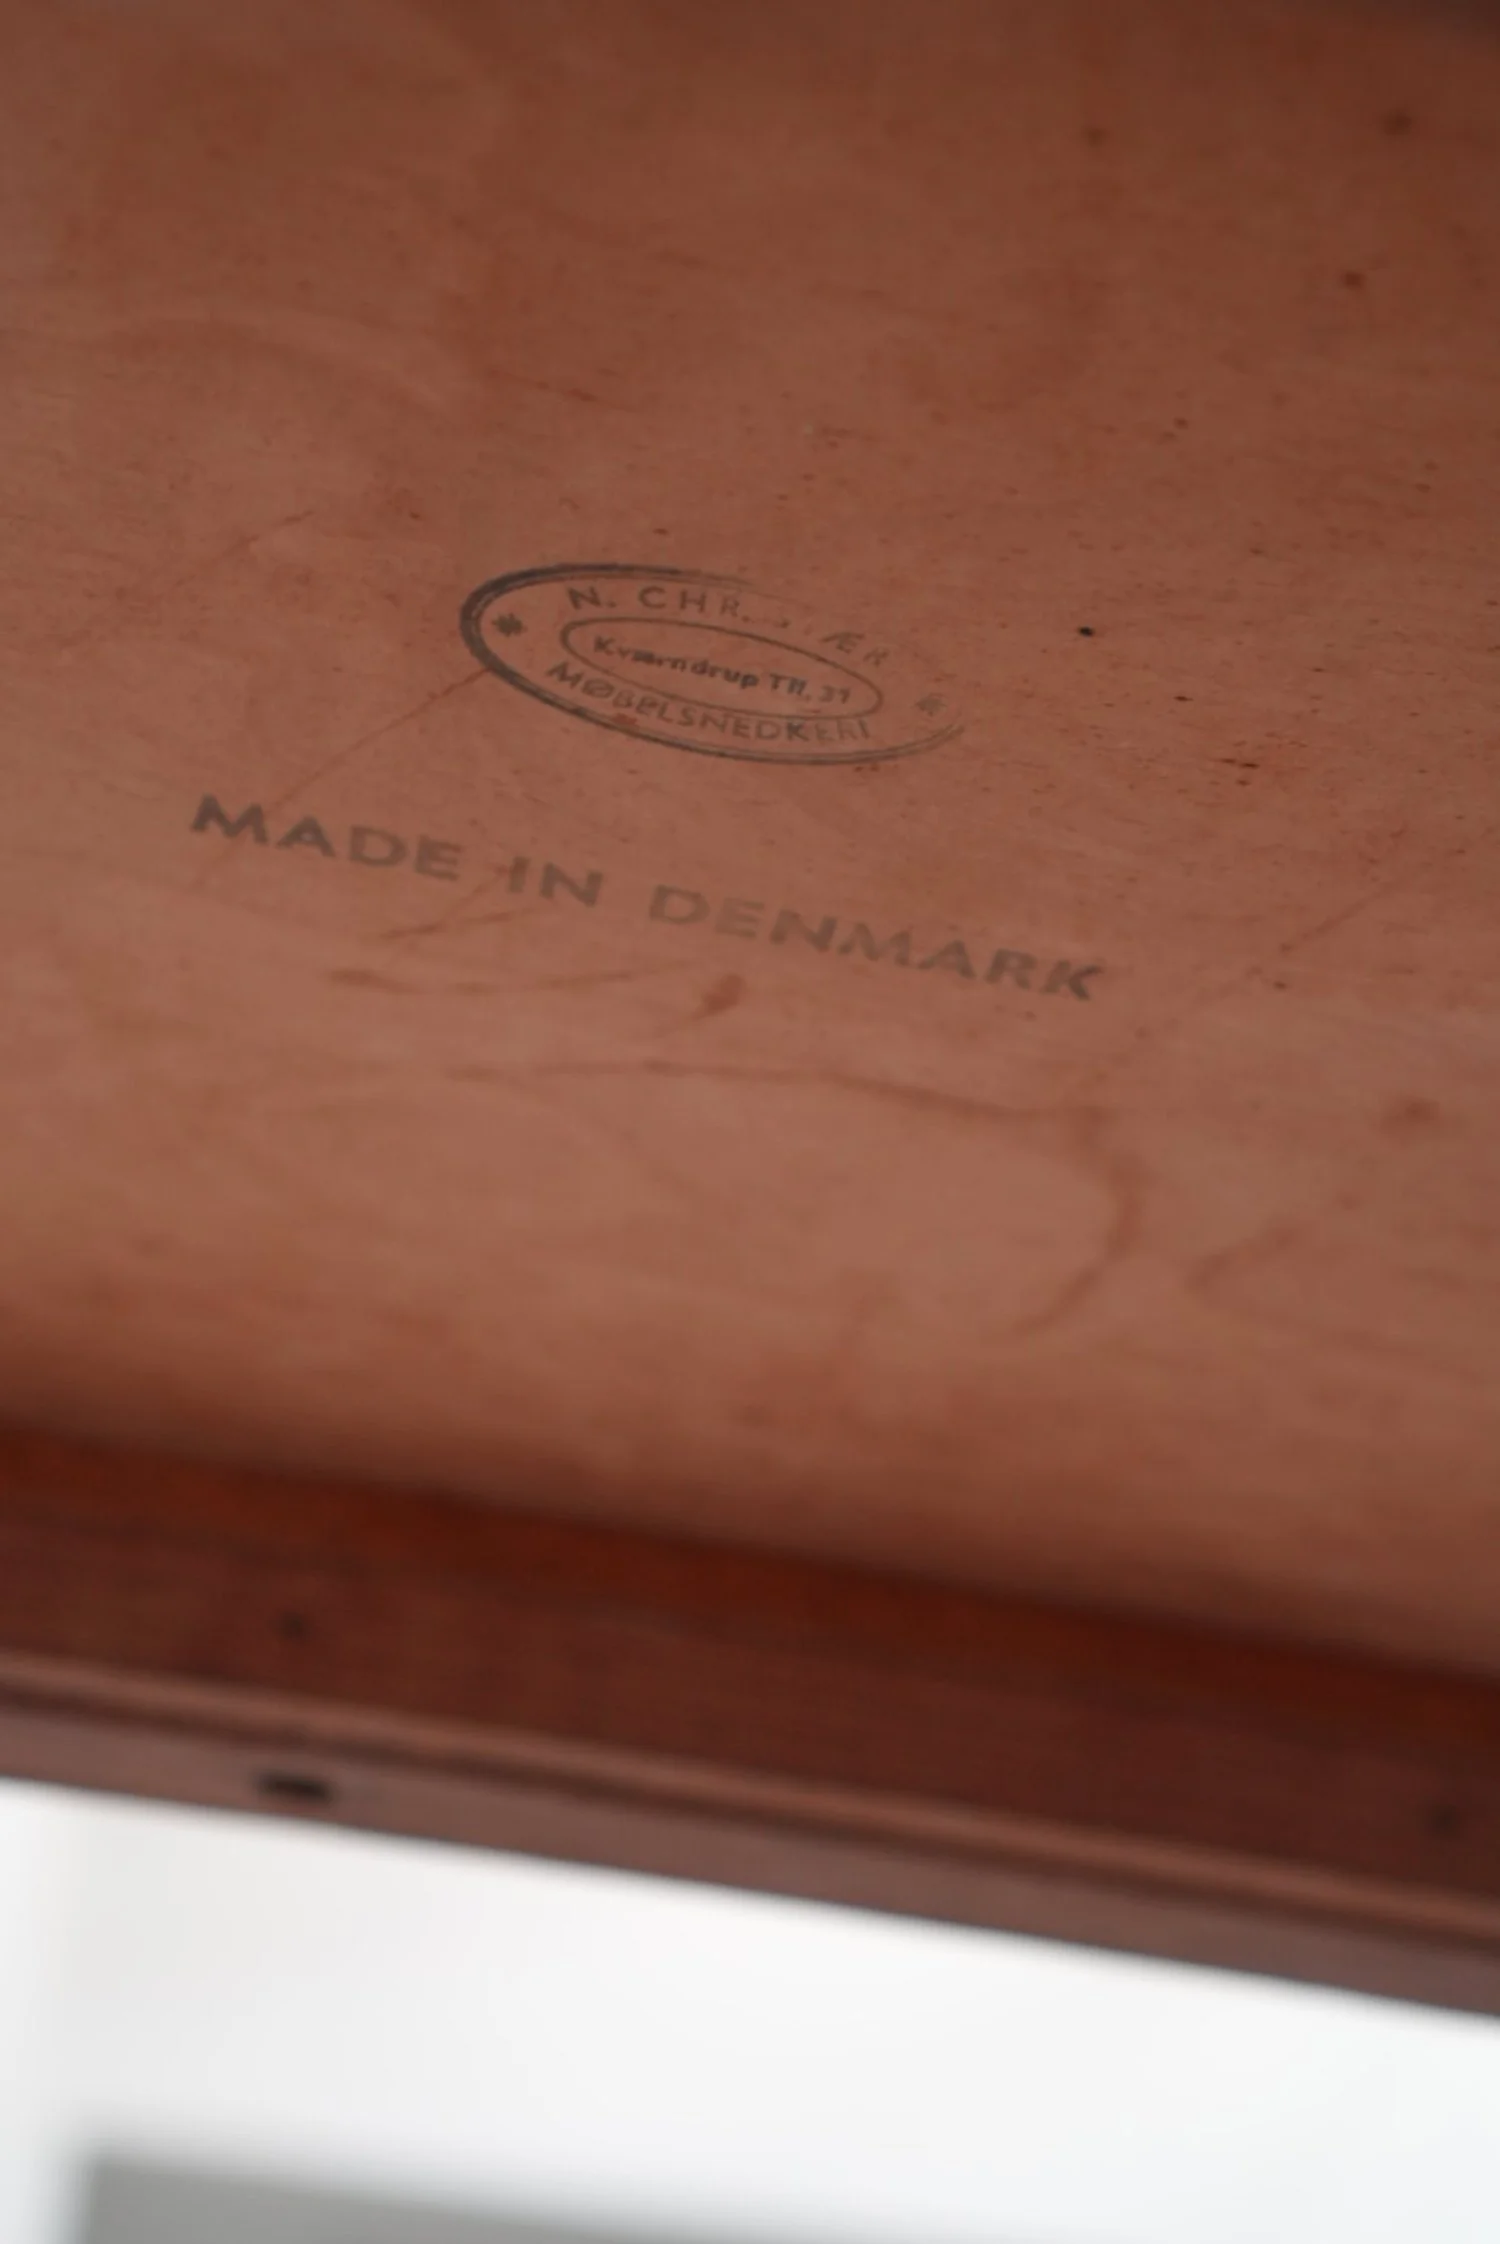 N. CHR.
Kværndrup Tlf. 31
MØBELSNEDKERI
MADE IN DENMARK